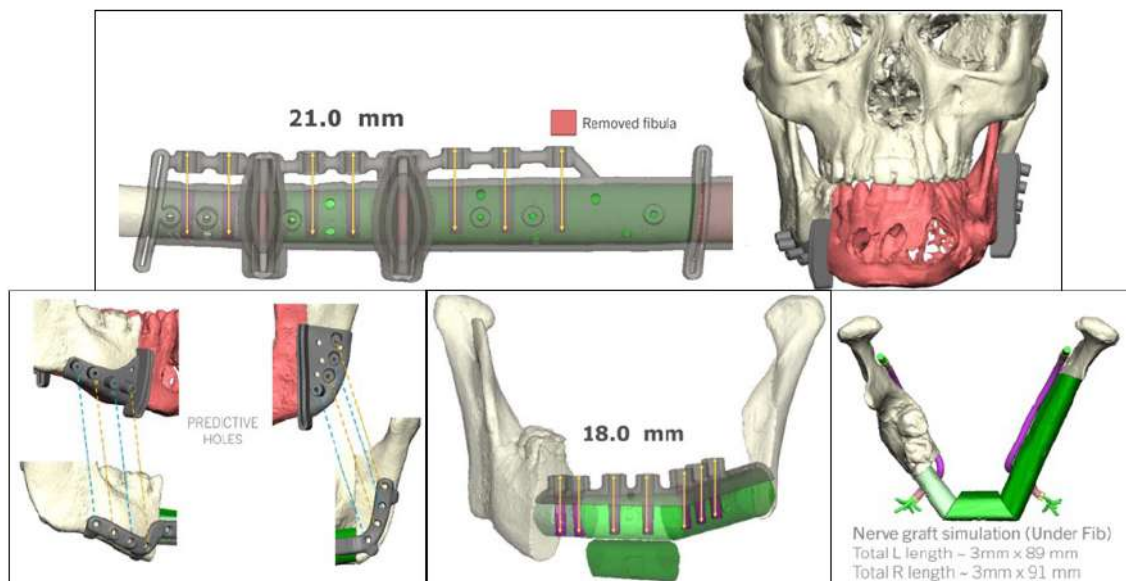 21.0 mm
Removed fibula
PREDICTIVE
HOLES
18.0 mm
Nerve graft simulation (Under Fib)
Total L length ~ 3mm x 89 mm
Total R length ~ 3mm x 91 mm